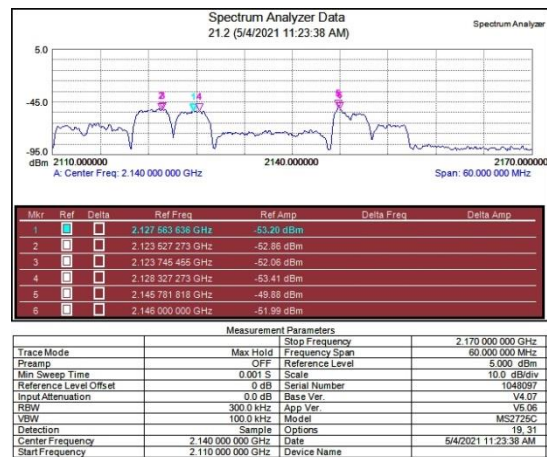 Spectrum Analyzer Data
Spectrum Analyzer
21.2 (5/4/2021 11:23:38 AM)
5.0
-45.0
-95.0
2 3 1 4
dBm 2110.000000 2140.000000 2170.000000
A: Center Freq: 2.140 000 000 GHz Span: 60.000 000 MHz
Mkr Ref Delta Ref Freq Ref Amp Delta Freq Delta Amp
1 2.127 563 636 GHz -53.20 dBm
2 2.123 527 273 GHz -52.86 dBm
3 2.123 745 455 GHz -52.06 dBm
4 2.128 327 273 GHz -53.41 dBm
5 2.145 781 818 GHz -49.88 dBm
6 2.146 000 000 GHz -51.99 dBm
Measurement Parameters
Stop Frequency 2.170 000 000 GHz
Trace Mode Max Hold Frequency Span 60.000 000 MHz
Preamp OFF Reference Level 5.000 dBm
Min Sweep Time 0.001 S Scale 10.0 dB/div
Reference Level Offset 0 dB Serial Number 1048097
Input Attenuation 0.0 dB Base Ver. V4.07
RBW 300.0 kHz App Ver. V5.06
VBW 100.0 kHz Model MS2725C
Detection Sample Options 19, 31
Center Frequency 2.140 000 000 GHz Date 5/4/2021 11:23:38 AM
Start Frequency 2.110 000 000 GHz Device Name